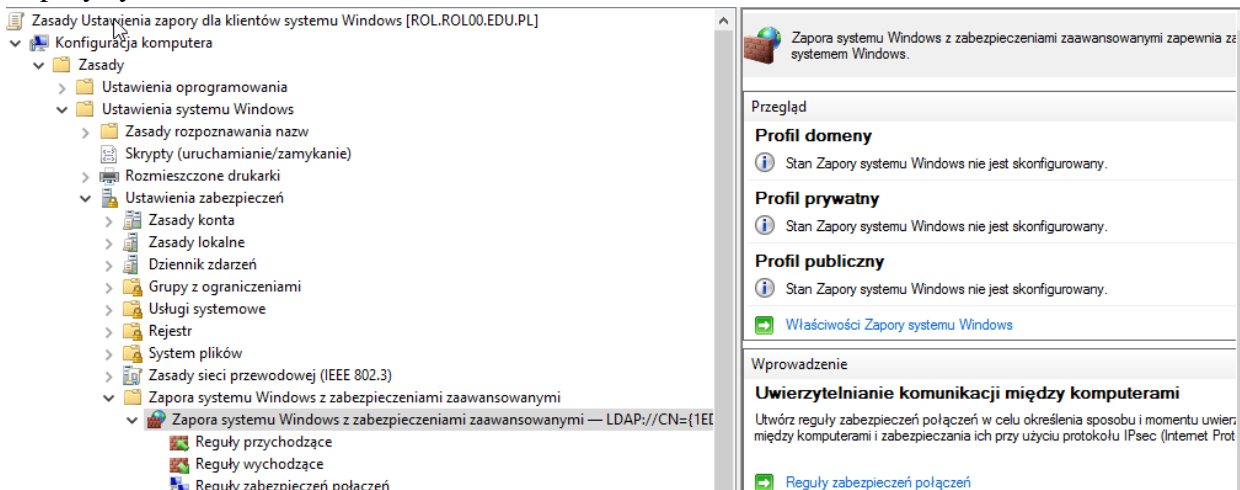 Zasady Ustawienia zapory dla klientów systemu Windows [ROL.ROL00.EDU.PL]
Konfiguracja komputera
Zasady
Ustawienia oprogramowania
Ustawienia systemu Windows
Zasady rozpoznawania nazw
Skrypty (uruchamianie/zamykanie)
Rozmieszczone drukarki
Ustawienia zabezpieczeń
Zasady konta
Zasady lokalne
Dziennik zdarzeń
Grupy z ograniczeniami
Usługi systemowe
Rejestr
System plików
Zasady sieci przewodowej (IEEE 802.3)
Zapora systemu Windows z zabezpieczeniami zaawansowanymi
Zapora systemu Windows z zabezpieczeniami zaawansowanymi — LDAP://CN={1ED
Reguły przychodzące
Reguły wychodzące
Reguły zabezpieczeń połączeń
Zapora systemu Windows z zabezpieczeniami zaawansowanymi zapewnia za
systemem Windows.
Przegląd
Profil domeny
Stan Zapory systemu Windows nie jest skonfigurowany.
Profil prywatny
Stan Zapory systemu Windows nie jest skonfigurowany.
Profil publiczny
Stan Zapory systemu Windows nie jest skonfigurowany.
Właściwości Zapory systemu Windows
Wprowadzenie
Uwierzytelnianie komunikacji między komputerami
Utwórz reguły zabezpieczeń połączeń w celu określenia sposobu i momentu uwierz
między komputerami i zabezpieczania ich przy użyciu protokołu IPsec (Internet Prot
Reguły zabezpieczeń połączeń